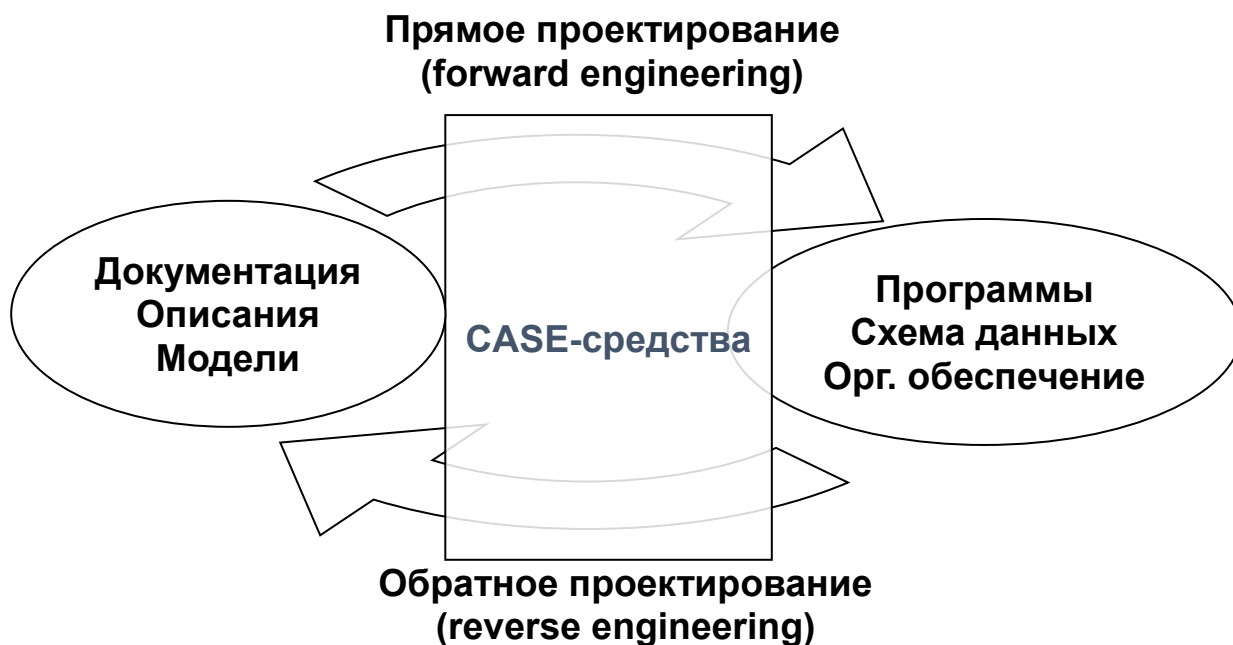 Прямое проектирование
(forward engineering)
Документация
Описания
Модели
CASE-средства
Программы
Схема данных
Орг. обеспечение
Обратное проектирование
(reverse engineering)